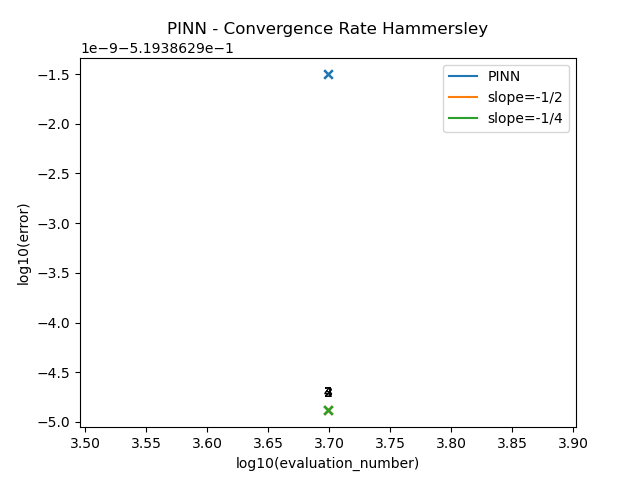 PINN - Convergence Rate Hammersley
1e−9−5.1938629e−1
PINN
slope=-1/2
slope=-1/4
−1.5
−2.0
−2.5
−3.0
−3.5
−4.0
−4.5
−5.0
log10(error)
3.50 3.55 3.60 3.65 3.70 3.75 3.80 3.85 3.90
log10(evaluation_number)